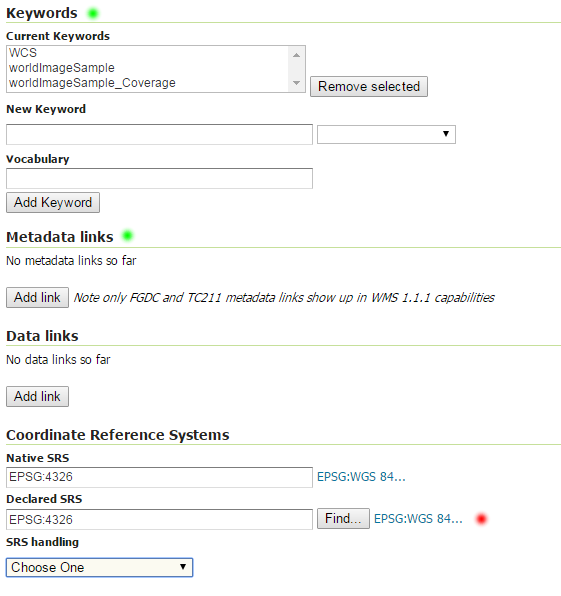 Keywords
Current Keywords
WCS
worldImageSample
worldImageSample_Coverage
Remove selected
New Keyword
Vocabulary
Add Keyword
Metadata links
No metadata links so far
Add link Note only FGDC and TC211 metadata links show up in WMS 1.1.1 capabilities
Data links
No data links so far
Add link
Coordinate Reference Systems
Native SRS
EPSG:4326 EPSG:WGS 84...
Declared SRS
EPSG:4326 Find... EPSG:WGS 84...
SRS handling
Choose One